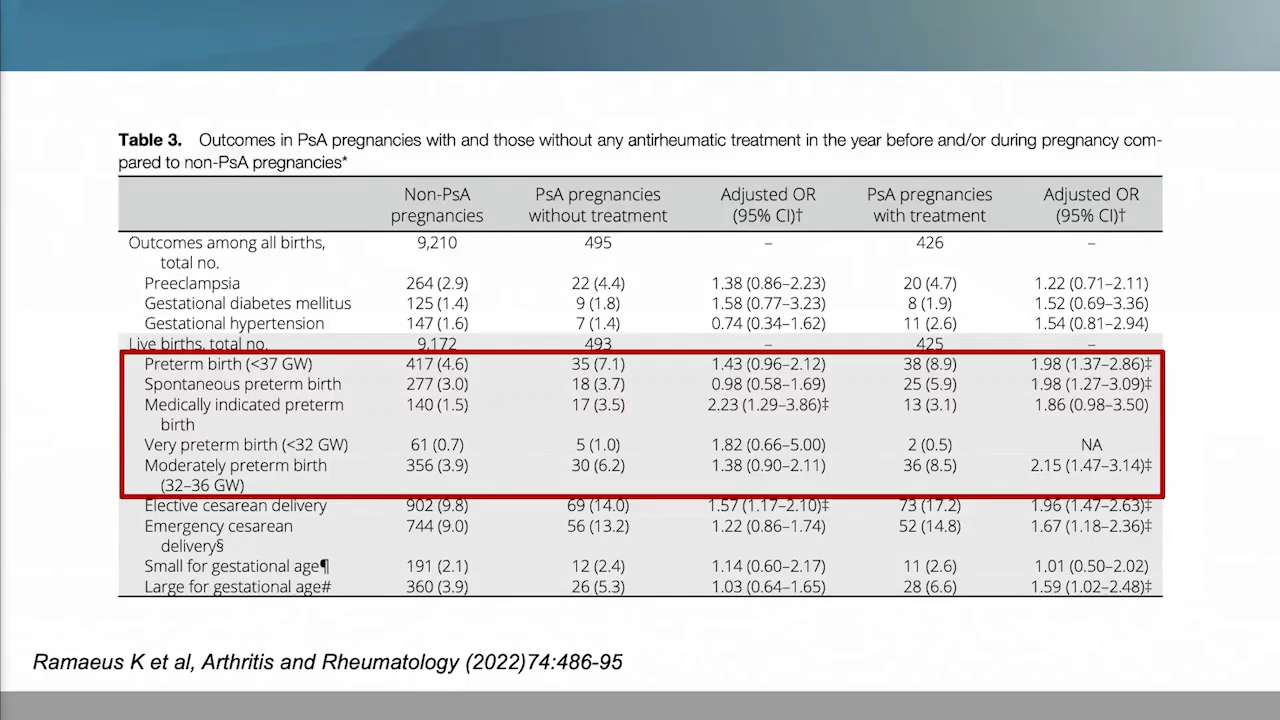 Table 3. Outcomes in PsA pregnancies with and those without any antirheumatic treatment in the year before and/or during pregnancy com-
pared to non-PsA pregnancies*
Non-PsA pregnancies PsA pregnancies without treatment Adjusted OR (95% CI)† PsA pregnancies with treatment Adjusted OR (95% CI)†
Outcomes among all births, 9,210 495 – 426 –
total no.
Preeclampsia 264 (2.9) 22 (4.4) 1.38 (0.86–2.23) 20 (4.7) 1.22 (0.71–2.11)
Gestational diabetes mellitus 125 (1.4) 9 (1.8) 1.58 (0.77–3.23) 8 (1.9) 1.52 (0.69–3.36)
Gestational hypertension 147 (1.6) 7 (1.4) 0.74 (0.34–1.62) 11 (2.6) 1.54 (0.81–2.94)
Live births, total no. 9,172 493 – 425 –
Preterm birth (<37 GW) 417 (4.6) 35 (7.1) 1.43 (0.96–2.12) 38 (8.9) 1.98 (1.37–2.86)‡
Spontaneous preterm birth 277 (3.0) 18 (3.7) 0.98 (0.58–1.69) 25 (5.9) 1.98 (1.27–3.09)‡
Medically indicated preterm 140 (1.5) 17 (3.5) 2.23 (1.29–3.86)‡ 13 (3.1) 1.86 (0.98–3.50)
birth
Very preterm birth (<32 GW) 61 (0.7) 5 (1.0) 1.82 (0.66–5.00) 2 (0.5) NA
Moderately preterm birth 356 (3.9) 30 (6.2) 1.38 (0.90–2.11) 36 (8.5) 2.15 (1.47–3.14)‡
(32–36 GW)
Elective cesarean delivery 902 (9.8) 69 (14.0) 1.57 (1.17–2.10)‡ 73 (17.2) 1.96 (1.47–2.63)‡
Emergency cesarean 744 (9.0) 56 (13.2) 1.22 (0.86–1.74) 52 (14.8) 1.67 (1.18–2.36)‡
delivery§
Small for gestational age¶ 191 (2.1) 12 (2.4) 1.14 (0.60–2.17) 11 (2.6) 1.01 (0.50–2.02)
Large for gestational age# 360 (3.9) 26 (5.3) 1.03 (0.64–1.65) 28 (6.6) 1.59 (1.02–2.48)‡
Ramaeus K et al, Arthritis and Rheumatology (2022)74:486-95